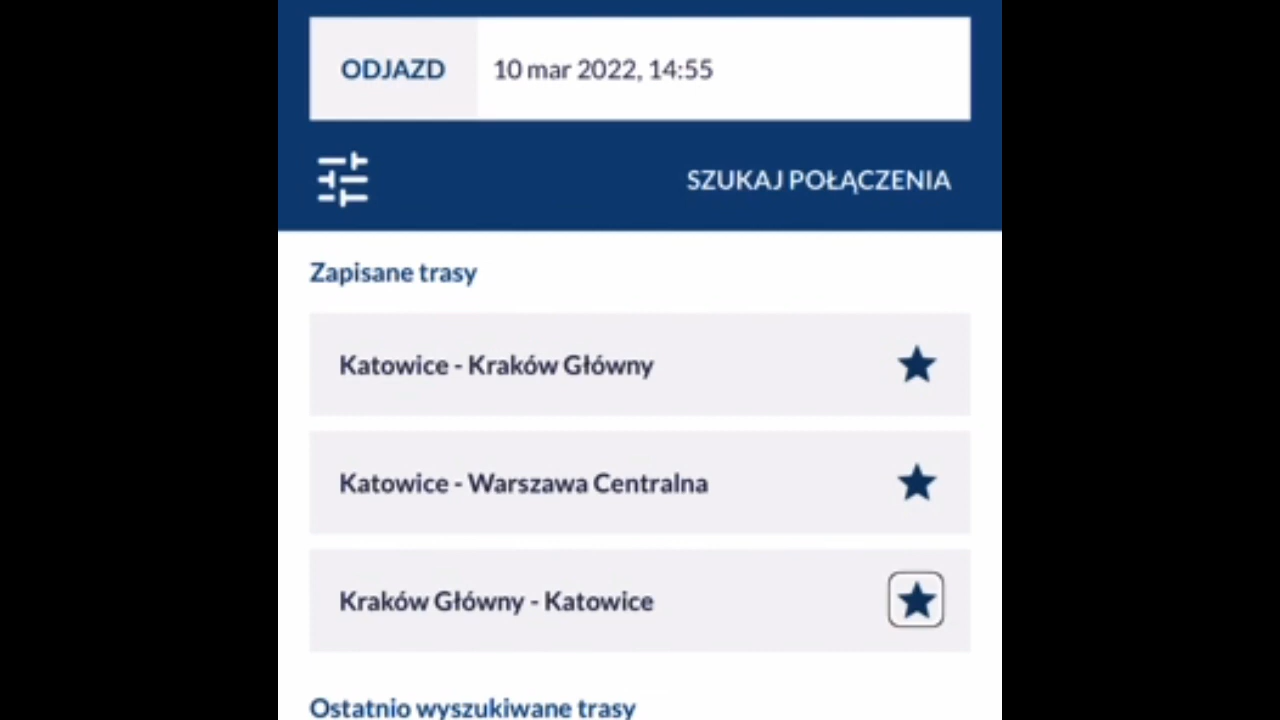 ODJAZD 10 mar 2022, 14:55
SZUKAJ POŁĄCZENIA
Zapisane trasy
Katowice - Kraków Główny
Katowice - Warszawa Centralna
Kraków Główny - Katowice
Ostatnio wyszukiwane trasy